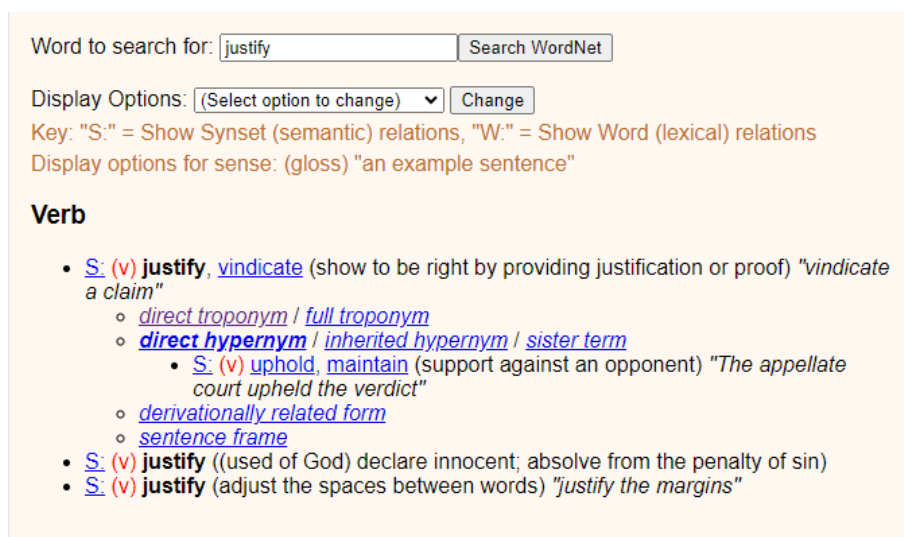 Word to search for: justify Search WordNet
Display Options: (Select option to change) Change
Key: "S:" = Show Synset (semantic) relations, "W:" = Show Word (lexical) relations
Display options for sense: (gloss) "an example sentence"
Verb
• S: (v) justify, vindicate (show to be right by providing justification or proof) "vindicate
a claim"
◦ direct troponym / full troponym
◦ direct hypernym / inherited hypernym / sister term
• S: (v) uphold, maintain (support against an opponent) "The appellate
court upheld the verdict"
◦ derivationally related form
◦ sentence frame
• S: (v) justify ((used of God) declare innocent; absolve from the penalty of sin)
• S: (v) justify (adjust the spaces between words) "justify the margins"